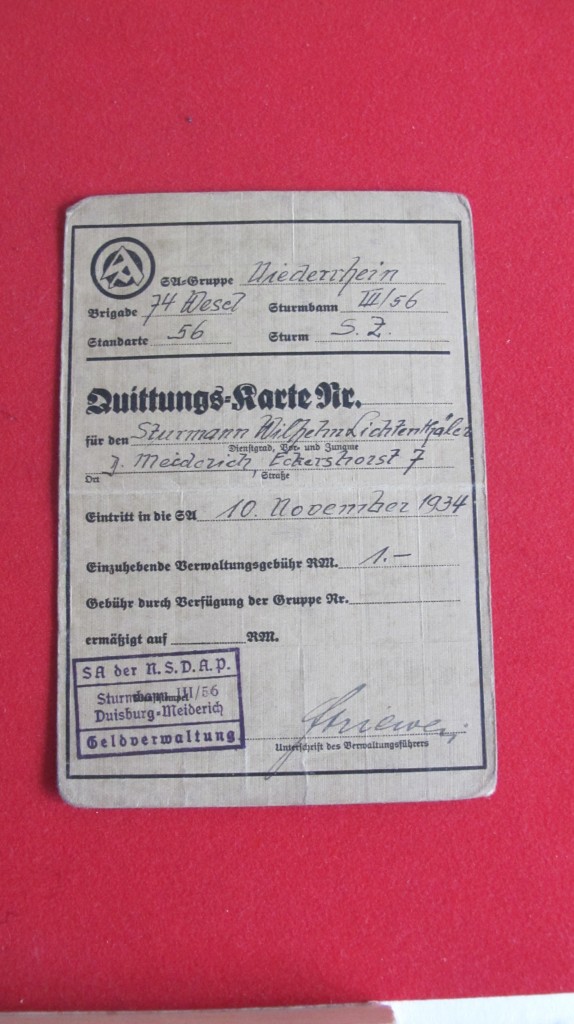 SA-Gruppe Niederrhein
Brigade 74 Wesel Sturmbann III/56
Standarte 56 Sturm S. Z.
Quittungs-Karte Nr.
für den Sturmann Wilhelm Lichtenthäler
Dienstgrad, Vor- und Zuname
Meiderich, Eckershorst 7
Ort Straße
Eintritt in die SA 10. November 1934
Einzuhebende Verwaltungsgebühr RM. 1.-
Gebühr durch Verfügung der Gruppe Nr.
ermäßigt auf RM.
SA der N.S.D.A.P.
Sturmbann III/56
Duisburg-Meiderich
Geldverwaltung
Unterschrift des Verwaltungsführers